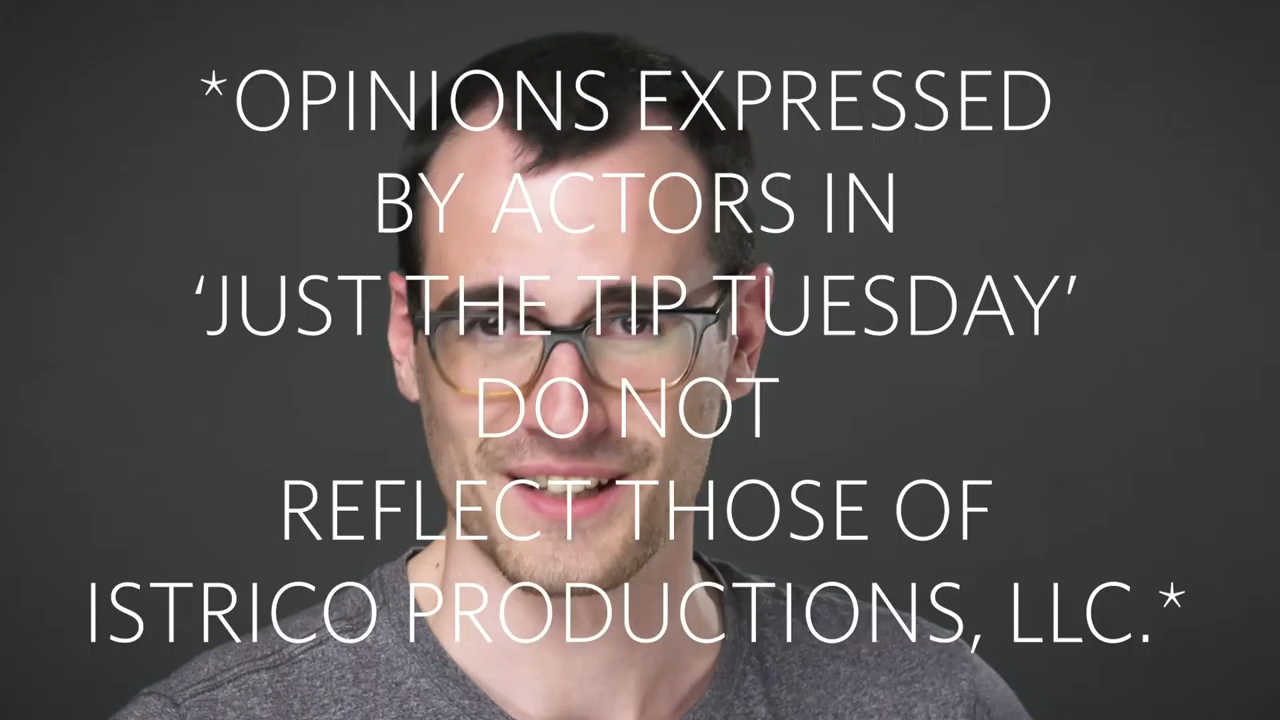 *OPINIONS EXPRESSED
BY ACTORS IN
‘JUST THE TIP TUESDAY’
DO NOT
REFLECT THOSE OF
ISTRICO PRODUCTIONS, LLC.*